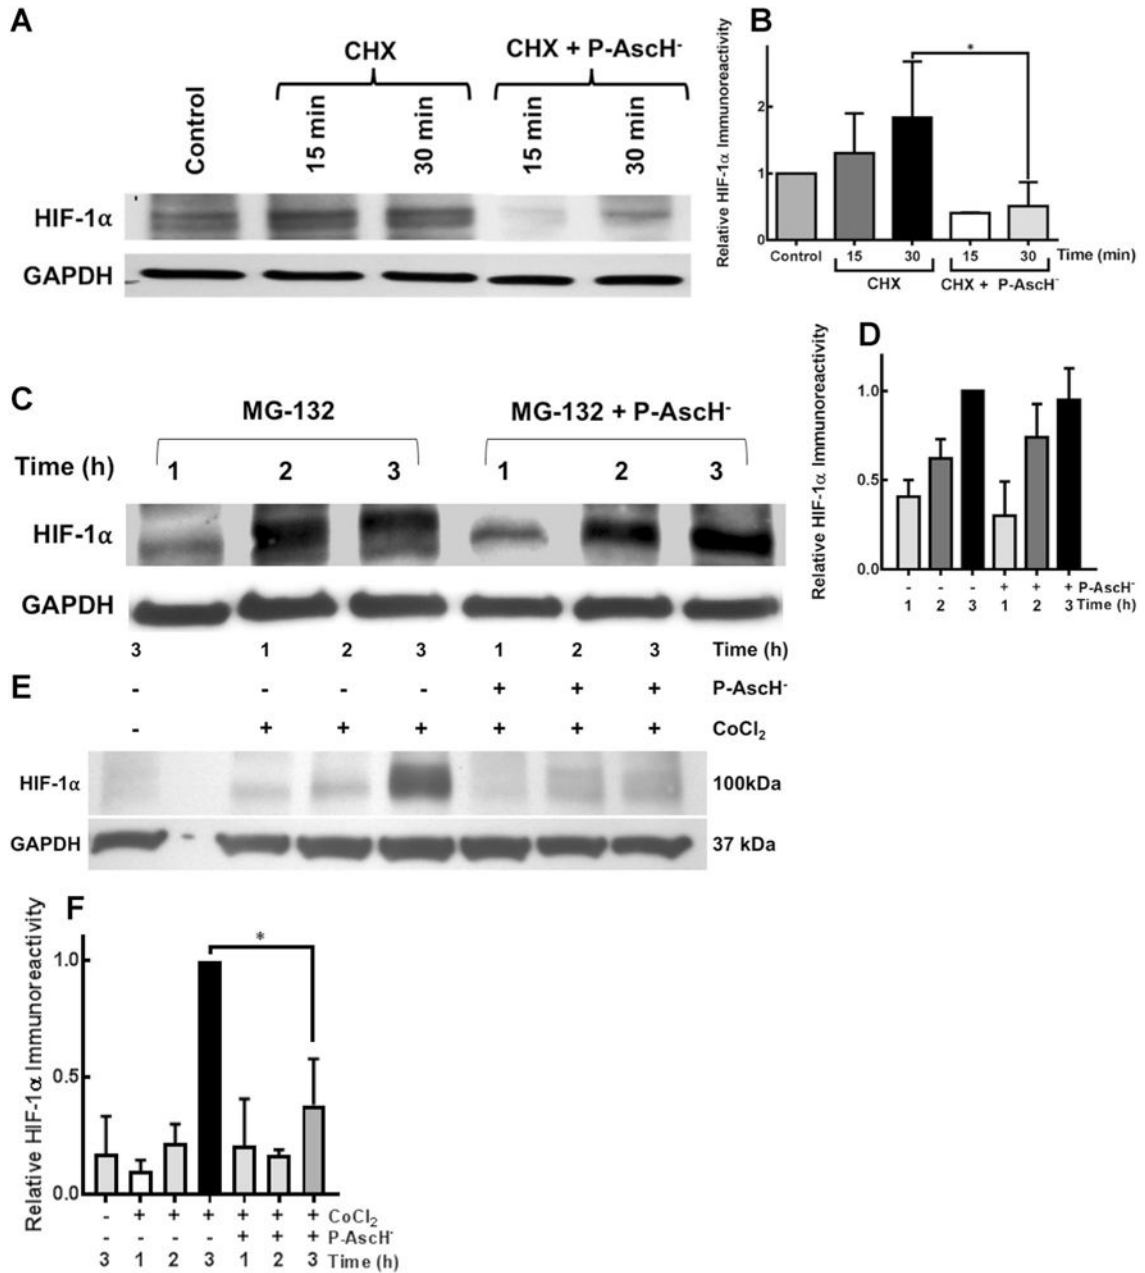 A
CHX
CHX + P-AscH-
Control
15 min
30 min
15 min
30 min
HIF-1α
GAPDH
B
Relative HIF-1α Immunoreactivity
2
1
0
*
Control
15
30
15
30
Time (min)
CHX
CHX + P-AscH-
C
MG-132
MG-132 + P-AscH-
Time (h)
1
2
3
1
2
3
HIF-1α
GAPDH
D
Relative HIF-1α Immunoreactivity
1.0
0.5
0.0
- - - + + + P-AscH-
1 2 3 1 2 3 Time (h)
E
3 1 2 3 1 2 3 Time (h)
- - - - + + + P-AscH-
- + + + + + + CoCl2
HIF-1α
100kDa
GAPDH
37 kDa
F
Relative HIF-1α Immunoreactivity
1.0
0.5
0.0
*
- + + + + + + CoCl2
- - - - + + + P-AscH-
3 1 2 3 1 2 3 Time (h)